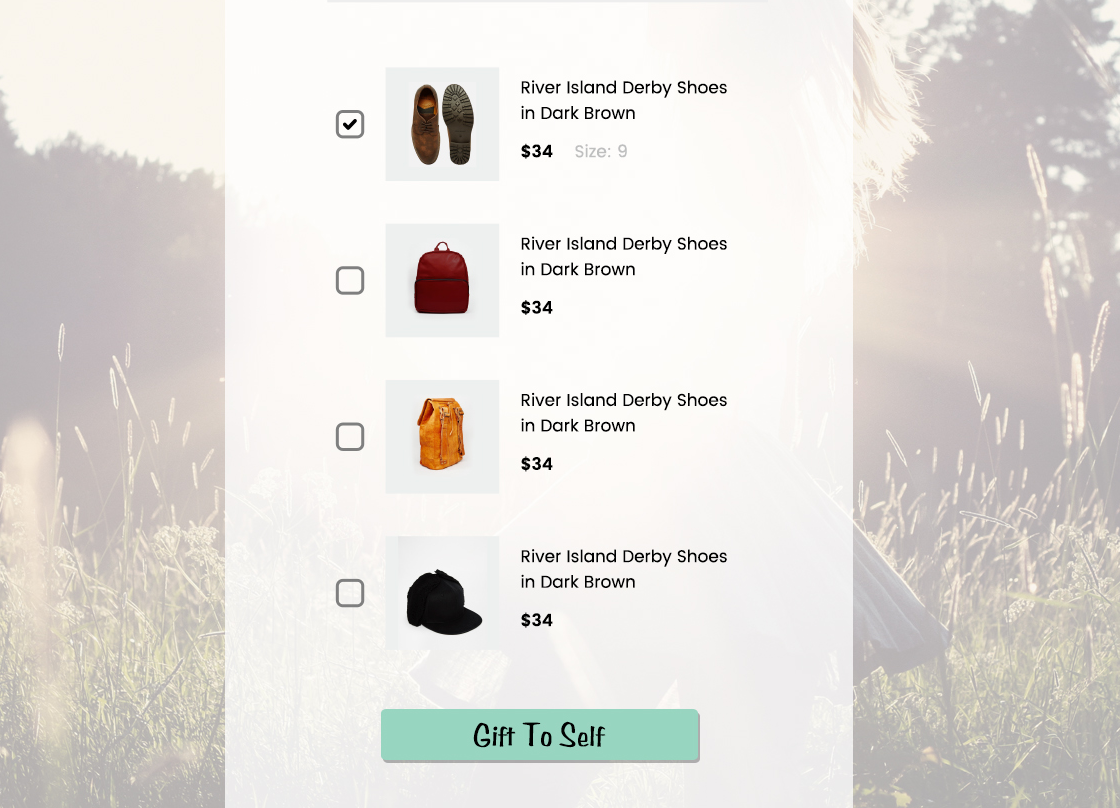 River Island Derby Shoes
in Dark Brown
$34 Size: 9
River Island Derby Shoes
in Dark Brown
$34
River Island Derby Shoes
in Dark Brown
$34
River Island Derby Shoes
in Dark Brown
$34
Gift To Self